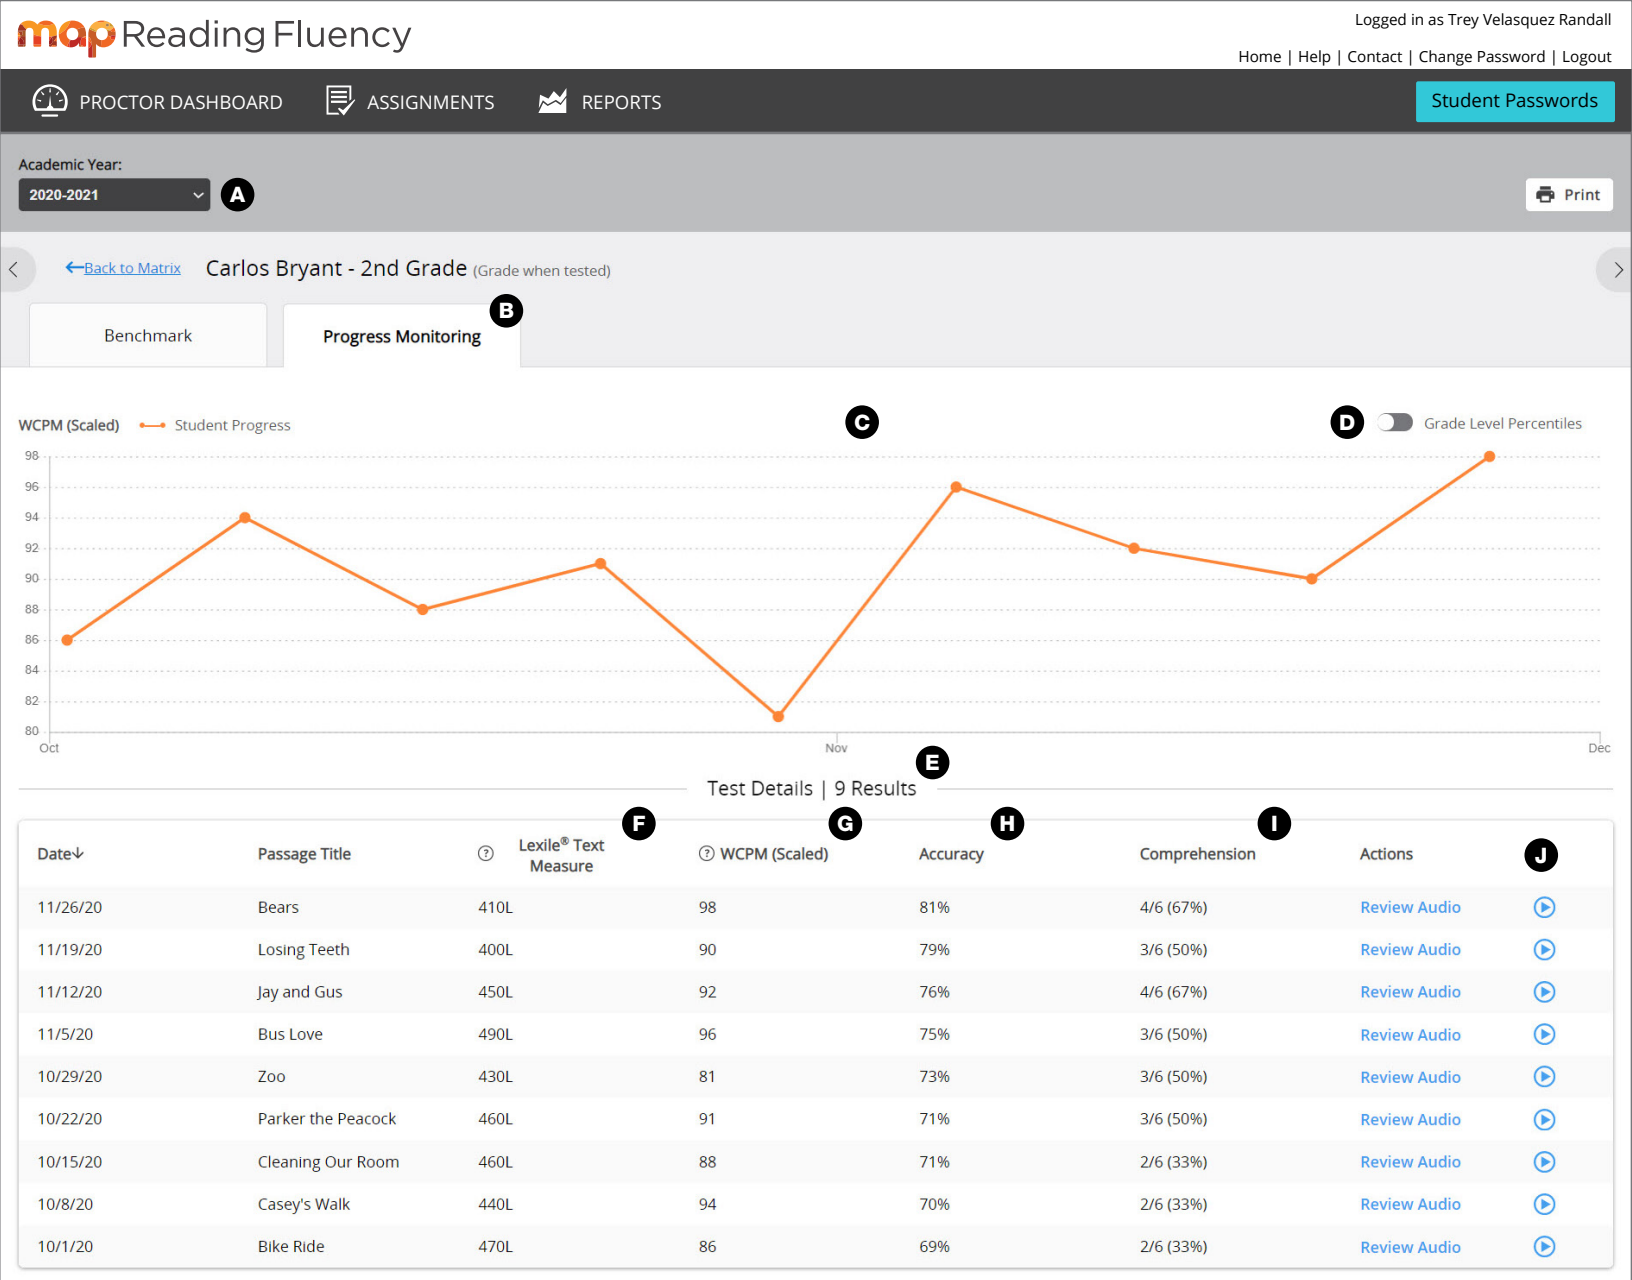 map Reading Fluency
Logged in as Trey Velasquez Randall
Home | Help | Contact | Change Password | Logout
PROCTOR DASHBOARD ASSIGNMENTS REPORTS Student Passwords
Academic Year:
2020-2021 A Print
Back to Matrix Carlos Bryant - 2nd Grade (Grade when tested)
B
Benchmark Progress Monitoring
WCPM (Scaled) Student Progress C D Grade Level Percentiles
98
96
94
92
90
88
86
84
82
80
Oct Nov Dec
E
Test Details | 9 Results
F G H I
Date Passage Title ? Lexile® Text Measure ? WCPM (Scaled) Accuracy Comprehension Actions J
11/26/20 Bears 410L 98 81% 4/6 (67%) Review Audio
11/19/20 Losing Teeth 400L 90 79% 3/6 (50%) Review Audio
11/12/20 Jay and Gus 450L 92 76% 4/6 (67%) Review Audio
11/5/20 Bus Love 490L 96 75% 3/6 (50%) Review Audio
10/29/20 Zoo 430L 81 73% 3/6 (50%) Review Audio
10/22/20 Parker the Peacock 460L 91 71% 3/6 (50%) Review Audio
10/15/20 Cleaning Our Room 460L 88 71% 2/6 (33%) Review Audio
10/8/20 Casey's Walk 440L 94 70% 2/6 (33%) Review Audio
10/1/20 Bike Ride 470L 86 69% 2/6 (33%) Review Audio